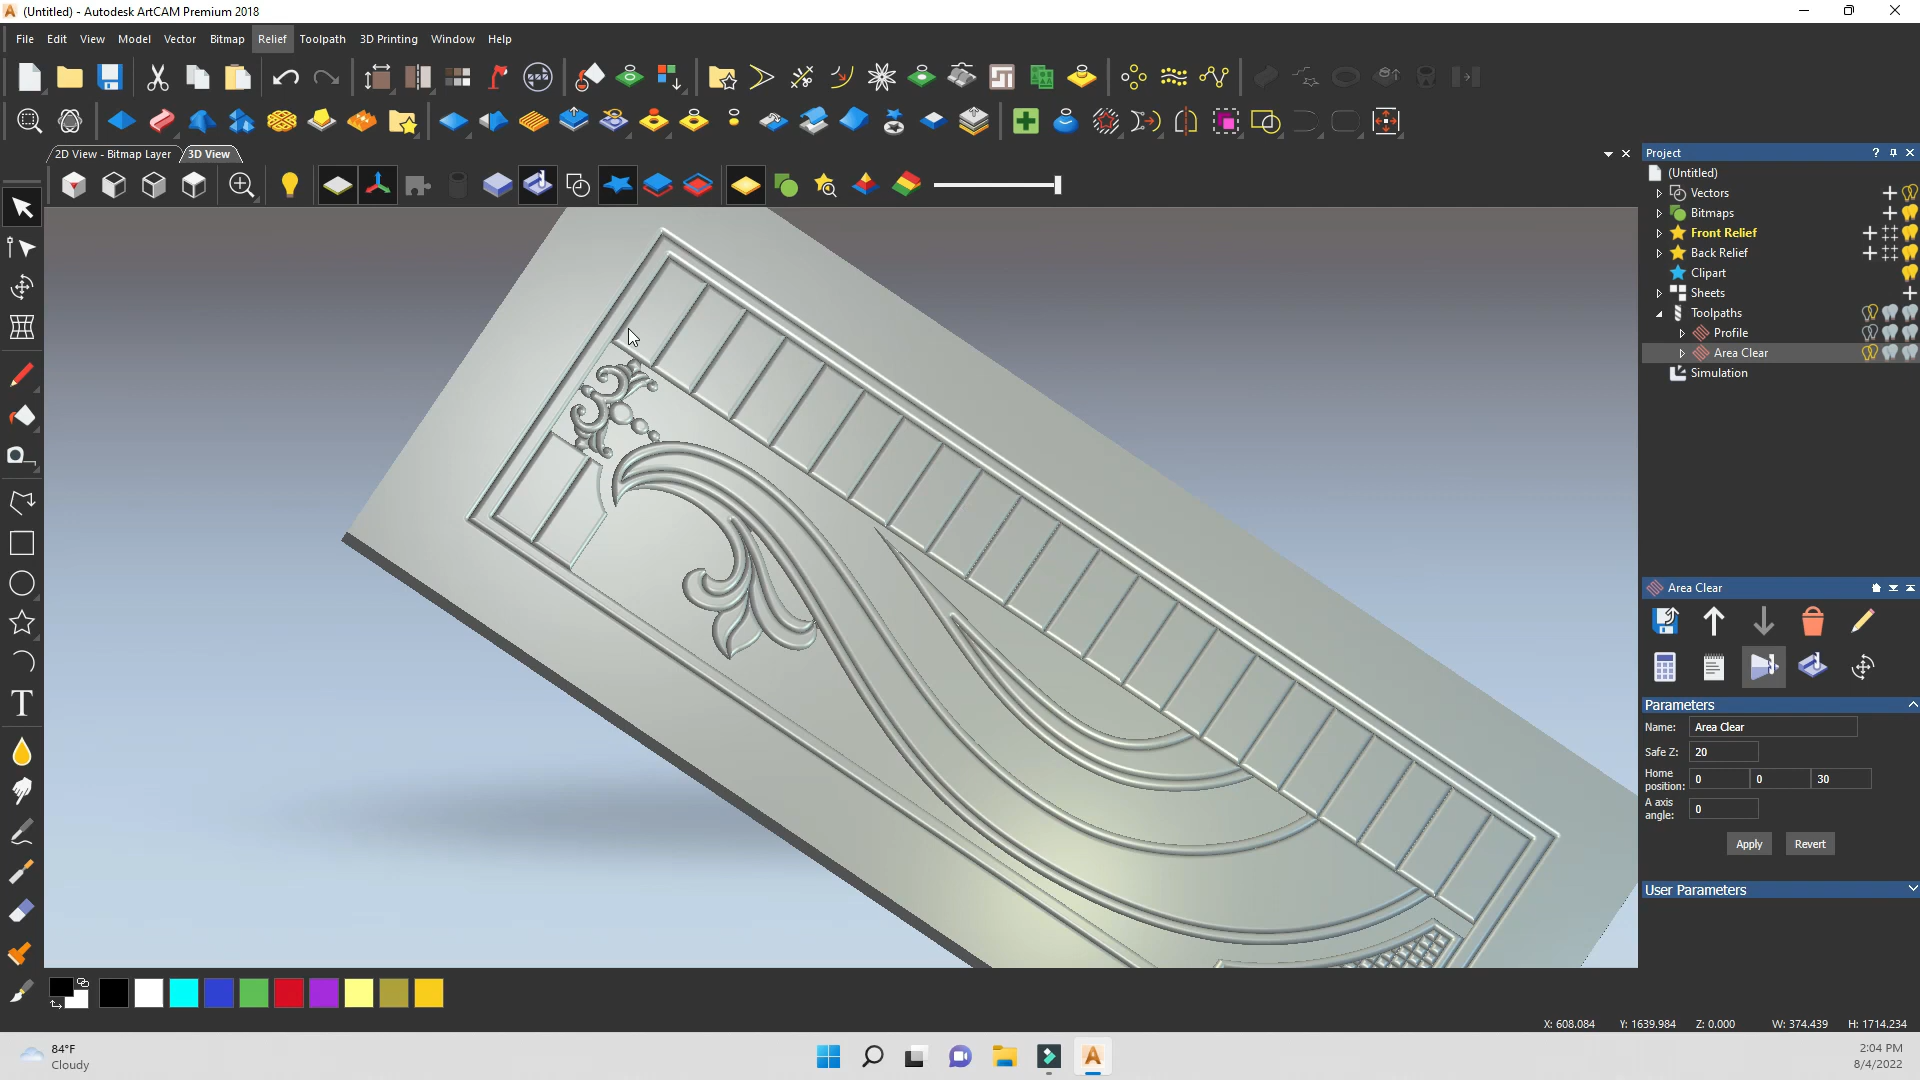 (Untitled) - Autodesk ArtCAM Premium 2018
File Edit View Model Vector Bitmap Relief Toolpath 3D Printing Window Help
2D View - Bitmap Layer 3D View
Project
(Untitled)
Vectors
Bitmaps
Front Relief
Back Relief
Clipart
Sheets
Toolpaths
Profile
Area Clear
Simulation
Area Clear
Parameters
Name: Area Clear
Safe Z: 20
Home position: 0 0 30
A axis angle: 0
Apply Revert
User Parameters
X: 608.084 Y: 1639.984 Z: 0.000 W: 374.439 H: 1714.234
84°F
Cloudy
2:04 PM
8/4/2022